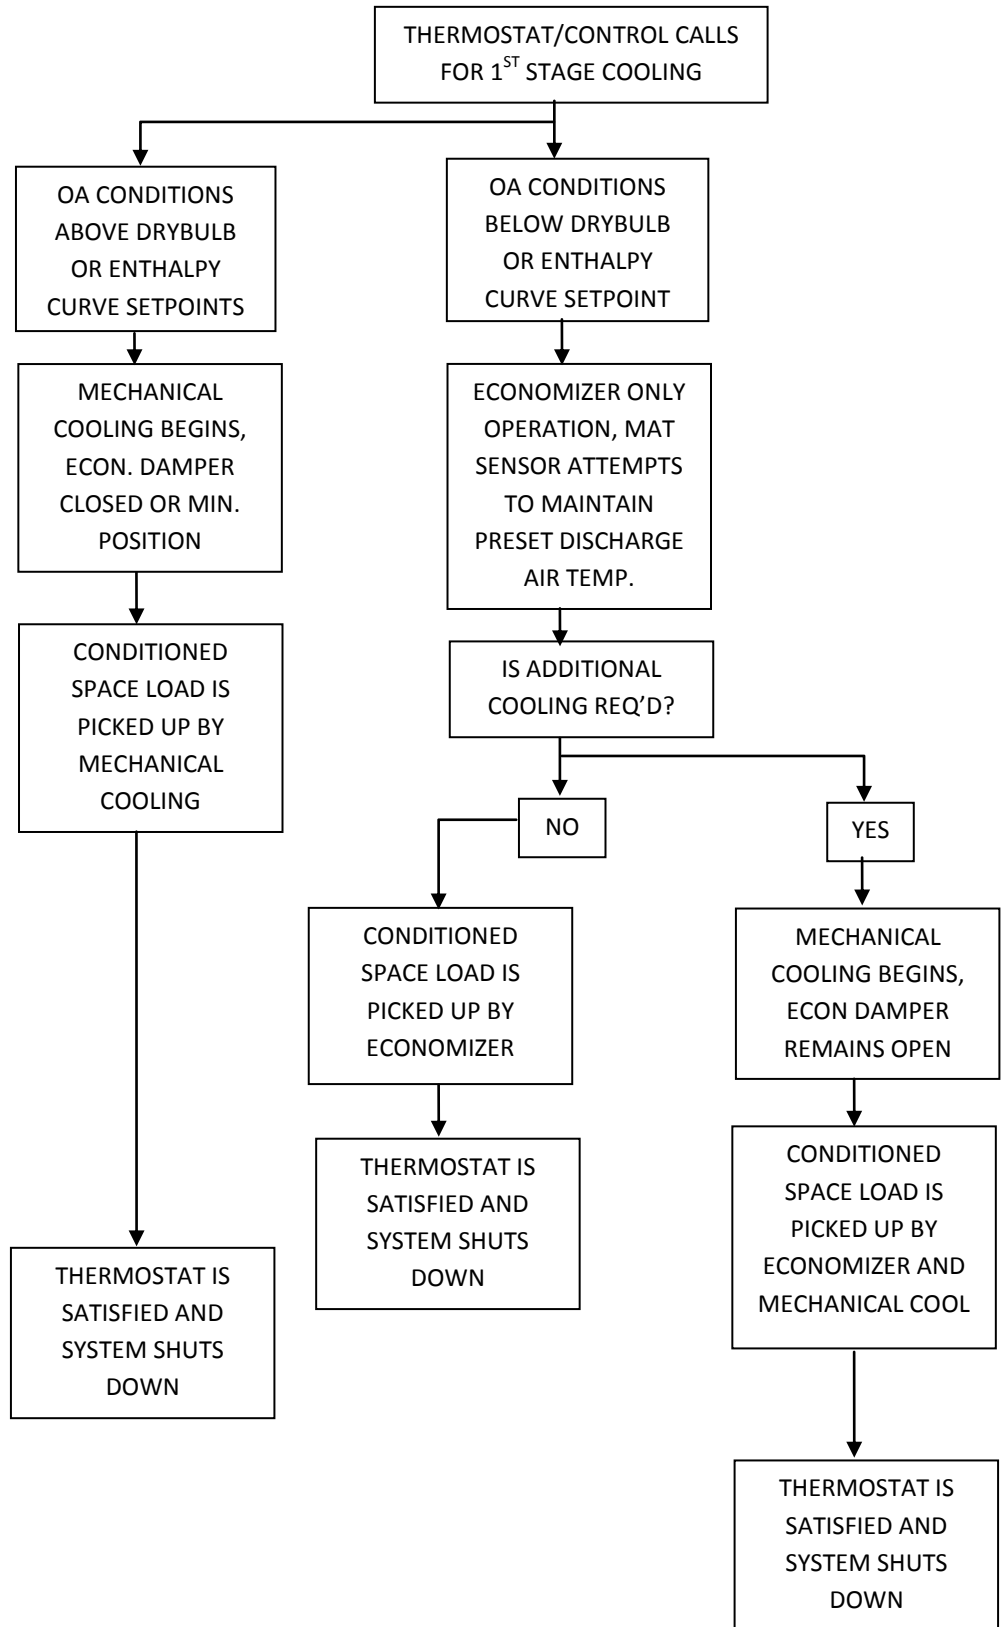 THERMOSTAT/CONTROL CALLS
FOR 1ST STAGE COOLING
OA CONDITIONS
ABOVE DRYBULB
OR ENTHALPY
CURVE SETPOINTS
OA CONDITIONS
BELOW DRYBULB
OR ENTHALPY
CURVE SETPOINT
MECHANICAL
COOLING BEGINS,
ECON. DAMPER
CLOSED OR MIN.
POSITION
ECONOMIZER ONLY
OPERATION, MAT
SENSOR ATTEMPTS
TO MAINTAIN
PRESET DISCHARGE
AIR TEMP.
CONDITIONED
SPACE LOAD IS
PICKED UP BY
MECHANICAL
COOLING
IS ADDITIONAL
COOLING REQ’D?
NO
YES
CONDITIONED
SPACE LOAD IS
PICKED UP BY
ECONOMIZER
MECHANICAL
COOLING BEGINS,
ECON DAMPER
REMAINS OPEN
THERMOSTAT IS
SATISFIED AND
SYSTEM SHUTS
DOWN
CONDITIONED
SPACE LOAD IS
PICKED UP BY
ECONOMIZER AND
MECHANICAL COOL
THERMOSTAT IS
SATISFIED AND
SYSTEM SHUTS
DOWN
THERMOSTAT IS
SATISFIED AND
SYSTEM SHUTS
DOWN